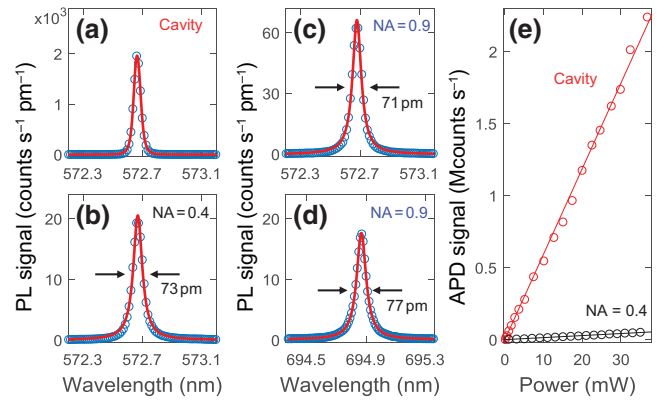 ×10³
(a)
Cavity
2
1
0
572.3
572.7
573.1
PL signal (counts s⁻¹ pm⁻¹)
(b)
NA = 0.4
20
10
0
73 pm
572.3
572.7
573.1
Wavelength (nm)
(c)
NA = 0.9
60
30
0
71 pm
572.3
572.7
573.1
PL signal (counts s⁻¹ pm⁻¹)
(d)
NA = 0.9
20
10
0
77 pm
694.5
694.9
695.3
Wavelength (nm)
(e)
Cavity
NA = 0.4
2
1.5
1
0.5
0
0
10
20
30
APD signal (Mcounts s⁻¹)
Power (mW)